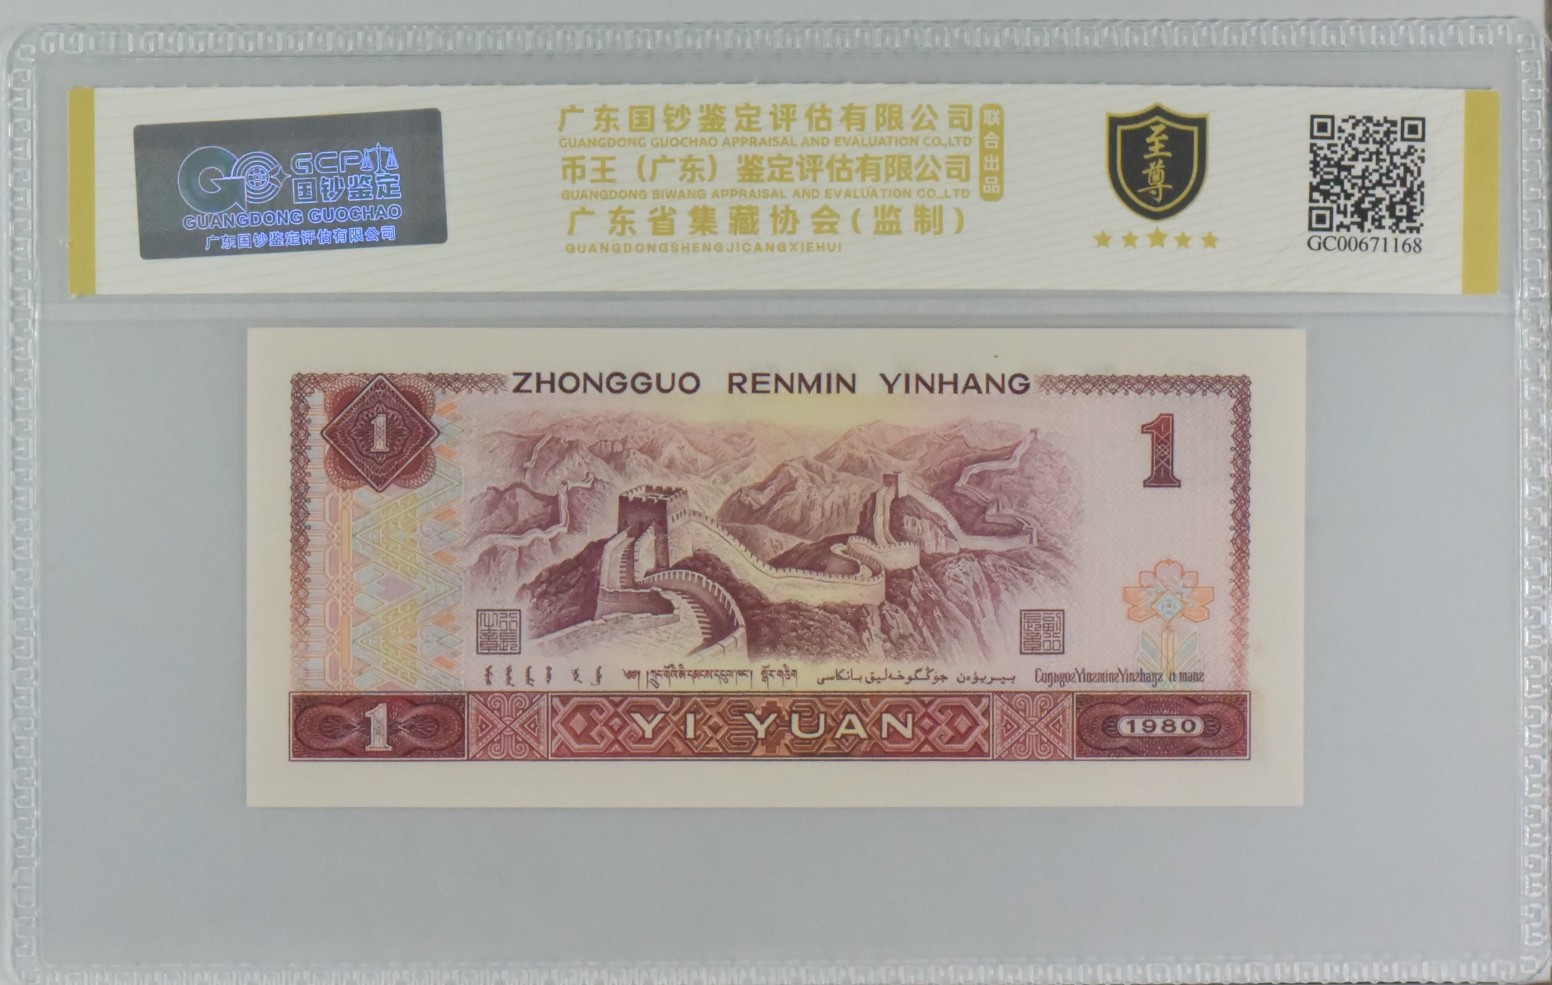 GCP
国钞鉴定
GUANGDONG GUOCHAO
广东国钞鉴定评估有限公司
广东国钞鉴定评估有限公司
GUANGDONG GUOCHAO APPRAISAL AND EVALUATION CO.,LTD
币王（广东）鉴定评估有限公司
GUANGDONG BIWANG APPRAISAL AND EVALUATION CO.,LTD
广东省集藏协会(监制)
GUANGDONGSHENGJICANGXIEHUI
联合出品
至尊
GC00671168
ZHONGGUO RENMIN YINHANG
1
1
CungbozYinzminzYinzhangz it maenz
1
YI YUAN
1980